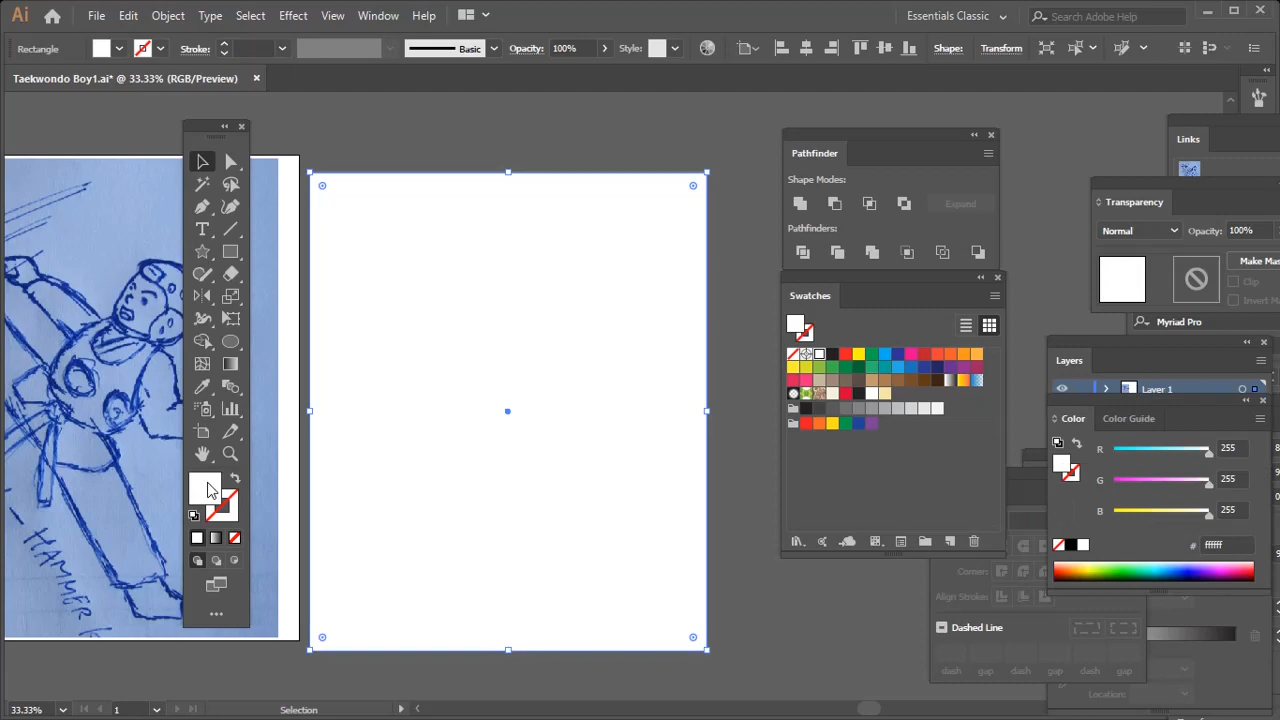 Ai
File Edit Object Type Select Effect View Window Help
Essentials Classic
Search Adobe Help
Rectangle
Stroke:
Basic
Opacity: 100%
Style:
Shape:
Transform
Taekwondo Boy1.ai* @ 33.33% (RGB/Preview)
Pathfinder
Shape Modes:
Expand
Pathfinders:
Swatches
Links
Transparency
Normal
Opacity: 100%
Make Mas
Clip
Invert Mas
Myriad Pro
Layers
Layer 1
Color Color Guide
R 255
G 255
B 255
# ffffff
Corner:
Align Stroke:
Dashed Line
dash gap dash gap dash gap
Location:
HAMMER
33.33%
1
Selection